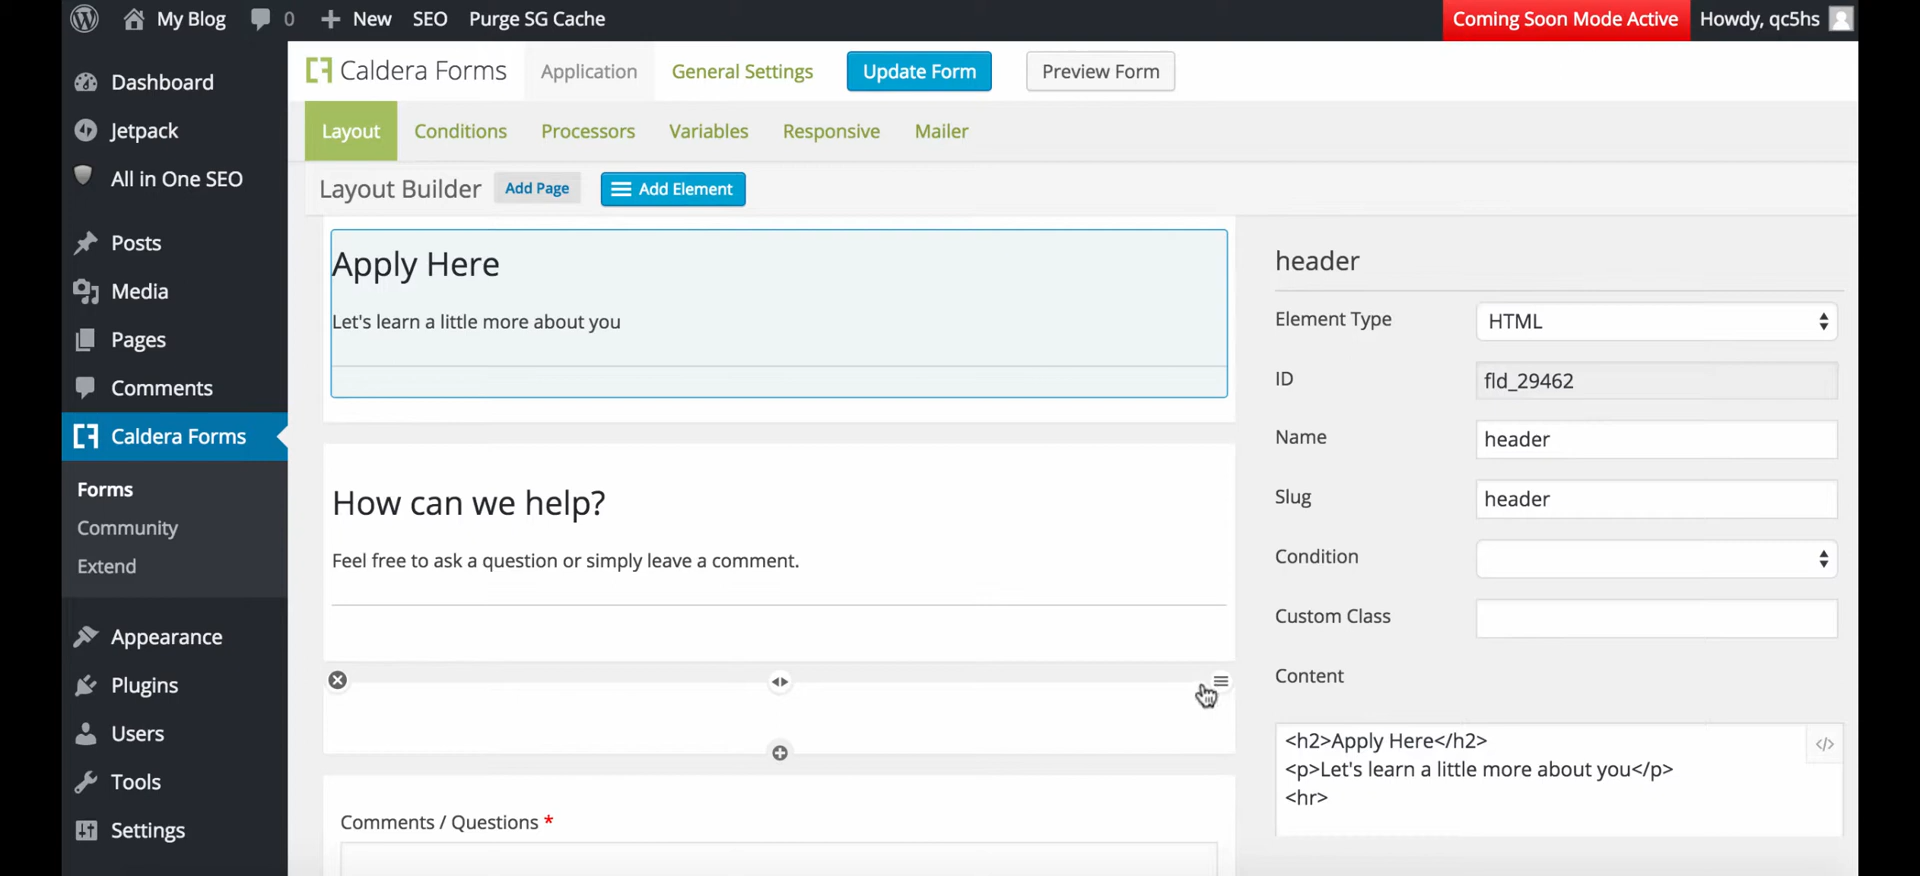 My Blog 0 New SEO Purge SG Cache Coming Soon Mode Active Howdy, qc5hs
Caldera Forms Application General Settings Update Form Preview Form
Layout Conditions Processors Variables Responsive Mailer
Layout Builder Add Page Add Element
Dashboard
Jetpack
All in One SEO
Posts
Media
Pages
Comments
Caldera Forms
Forms
Community
Extend
Appearance
Plugins
Users
Tools
Settings
Apply Here
Let's learn a little more about you
How can we help?
Feel free to ask a question or simply leave a comment.
Comments / Questions *
header
Element Type HTML
ID fld_29462
Name header
Slug header
Condition
Custom Class
Content
<h2>Apply Here</h2>
<p>Let's learn a little more about you</p>
<hr>